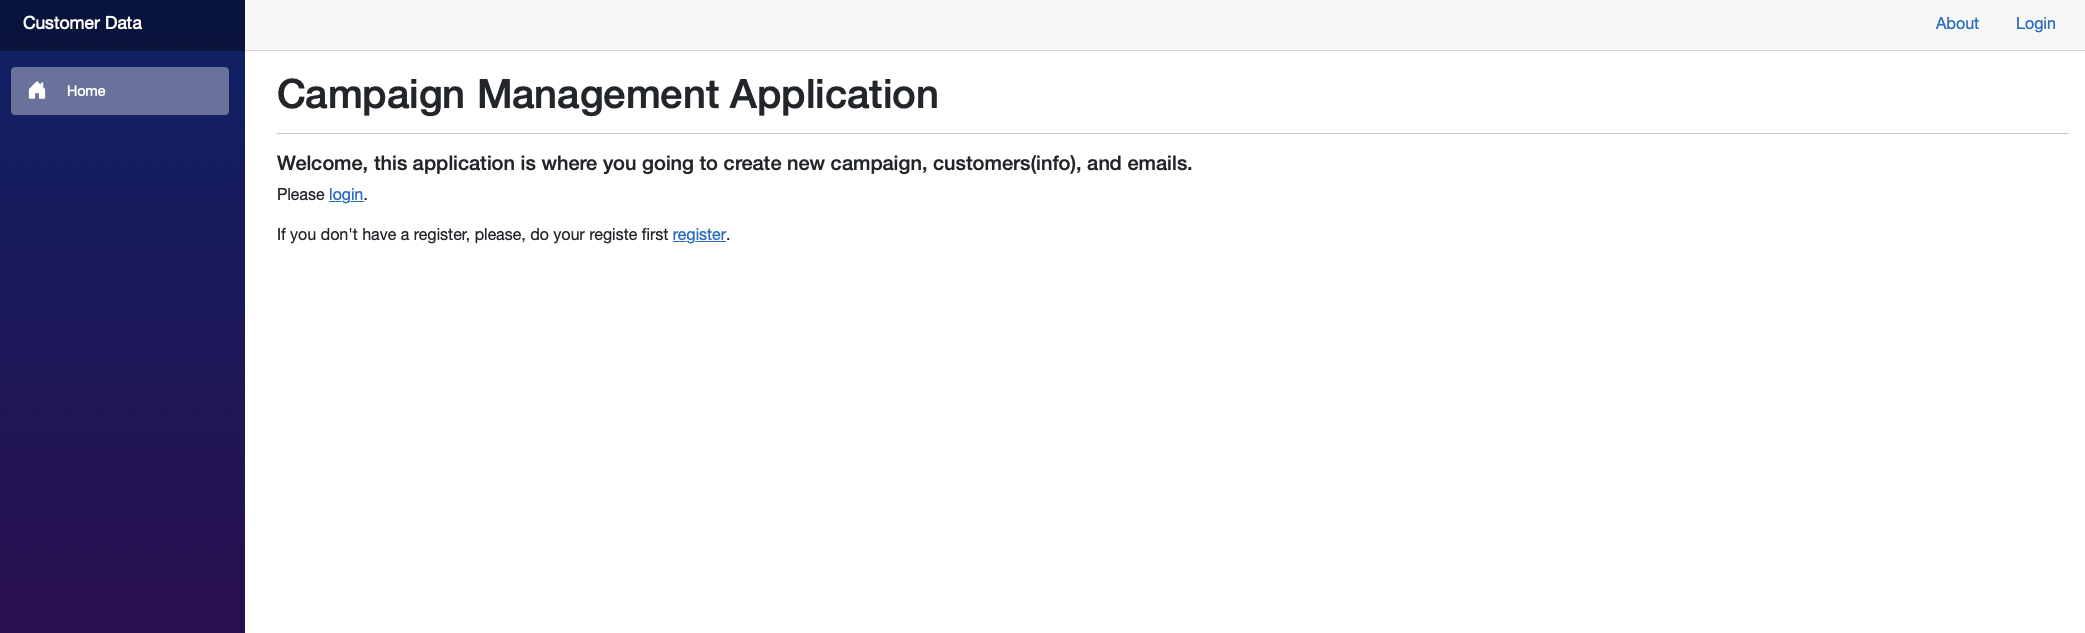 Customer Data
About Login
Home
Campaign Management Application
Welcome, this application is where you going to create new campaign, customers(info), and emails.
Please login.
If you don't have a register, please, do your registe first register.